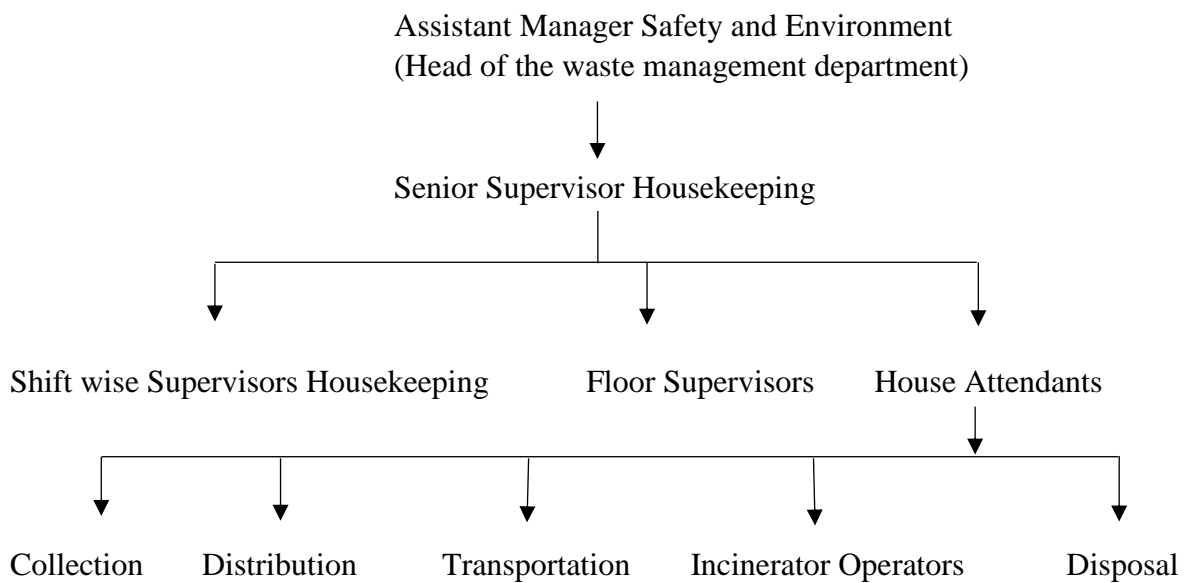 Assistant Manager Safety and Environment
(Head of the waste management department)
Senior Supervisor Housekeeping
Shift wise Supervisors Housekeeping Floor Supervisors House Attendants
Collection Distribution Transportation Incinerator Operators Disposal